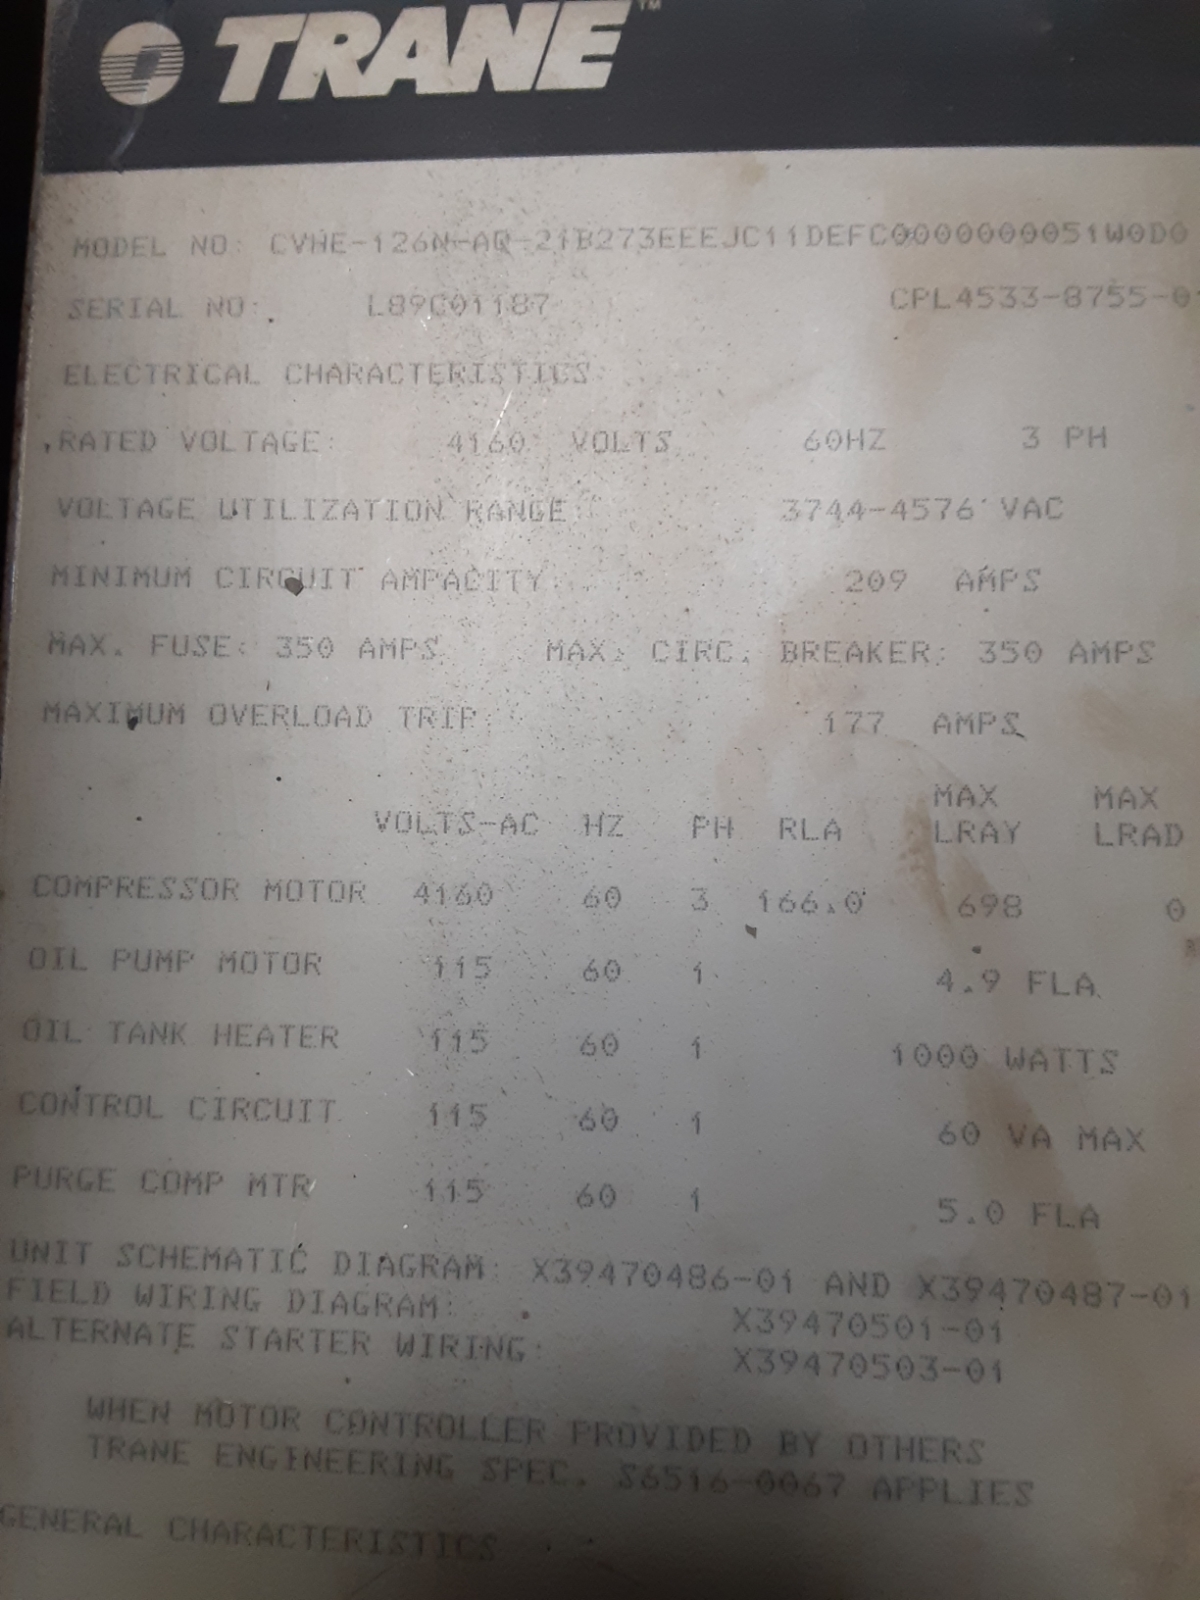 TRANE™
MODEL NO: CVHE-126N-AQ-21B273EEEJC11DEFC0000000051W0D0
SERIAL NO: L89C01187 CPL4533-8755-0
ELECTRICAL CHARACTERISTICS
RATED VOLTAGE: 4160 VOLTS 60HZ 3 PH
VOLTAGE UTILIZATION RANGE: 3744-4576 VAC
MINIMUM CIRCUIT AMPACITY: 209 AMPS
MAX. FUSE: 350 AMPS MAX. CIRC. BREAKER: 350 AMPS
MAXIMUM OVERLOAD TRIP: 177 AMPS
MAX MAX
VOLTS-AC HZ PH RLA LRAY LRAD
COMPRESSOR MOTOR 4160 60 3 166.0 698 0
OIL PUMP MOTOR 115 60 1 4.9 FLA
OIL TANK HEATER 115 60 1 1000 WATTS
CONTROL CIRCUIT 115 60 1 60 VA MAX
PURGE COMP MTR 115 60 1 5.0 FLA
UNIT SCHEMATIC DIAGRAM: X39470486-01 AND X39470487-01
FIELD WIRING DIAGRAM: X39470501-01
ALTERNATE STARTER WIRING: X39470503-01
WHEN MOTOR CONTROLLER PROVIDED BY OTHERS
TRANE ENGINEERING SPEC. S6516-0067 APPLIES
GENERAL CHARACTERISTICS